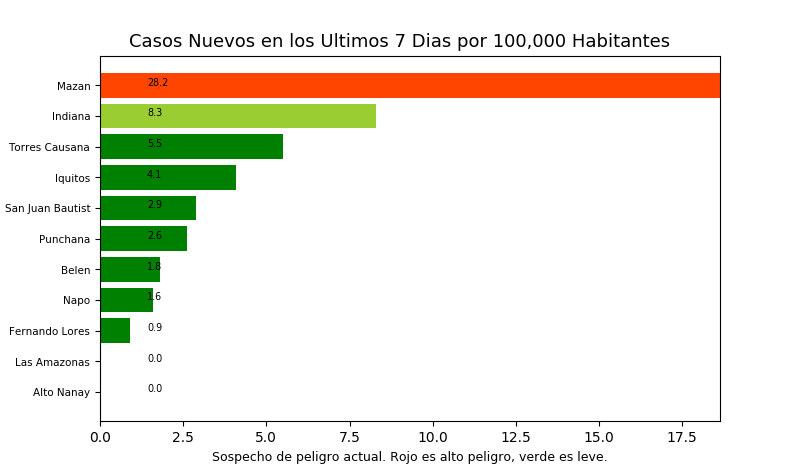 Casos Nuevos en los Ultimos 7 Dias por 100,000 Habitantes
Mazan 28.2
Indiana 8.3
Torres Causana 5.5
Iquitos 4.1
San Juan Bautist 2.9
Punchana 2.6
Belen 1.8
Napo 1.6
Fernando Lores 0.9
Las Amazonas 0.0
Alto Nanay 0.0
0.0 2.5 5.0 7.5 10.0 12.5 15.0 17.5
Sospecho de peligro actual. Rojo es alto peligro, verde es leve.